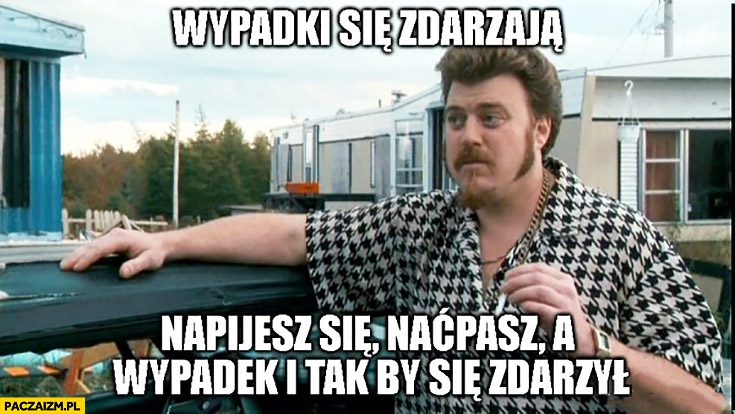 WYPADKI SIĘ ZDARZAJĄ
NAPIJESZ SIĘ, NAĆPASZ, A
WYPADEK I TAK BY SIĘ ZDARZYŁ
PACZAIZM.PL